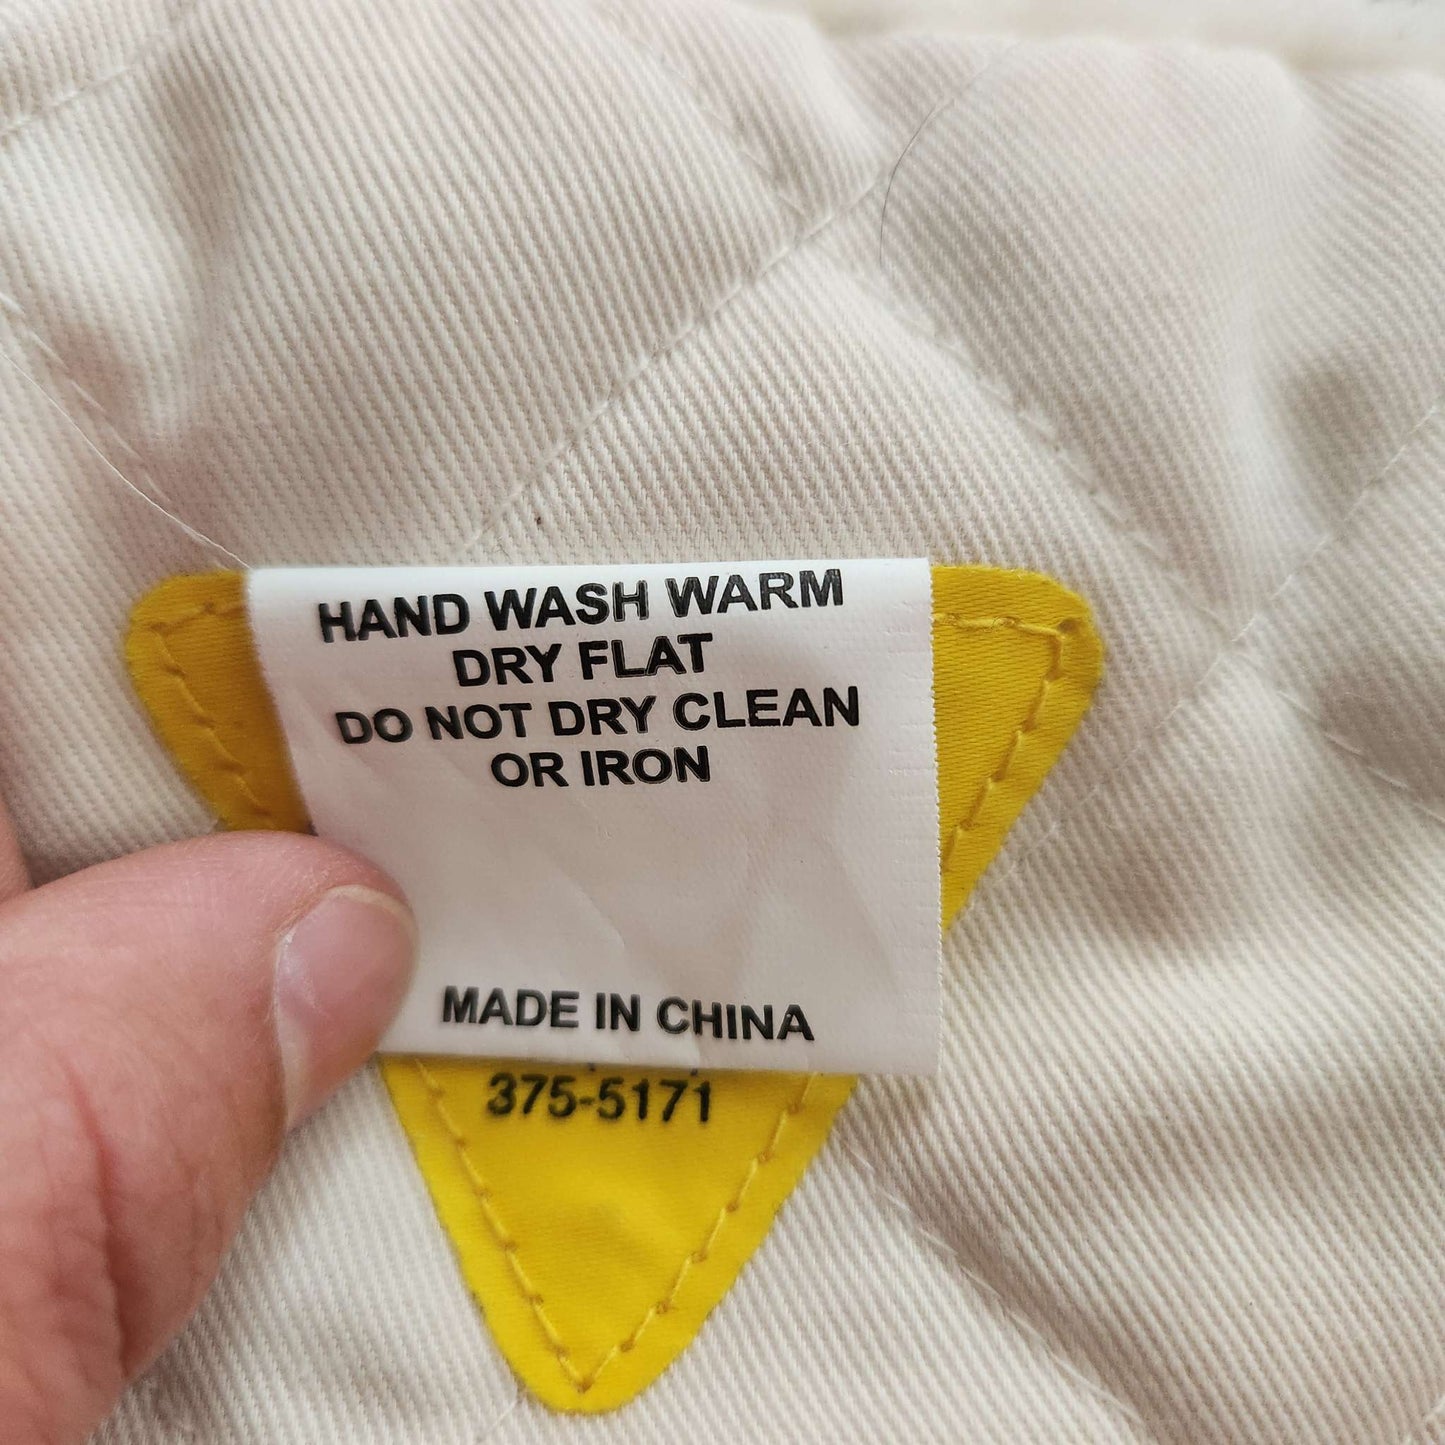 HAND WASH WARM
DRY FLAT
DO NOT DRY CLEAN
OR IRON
MADE IN CHINA
375-5171